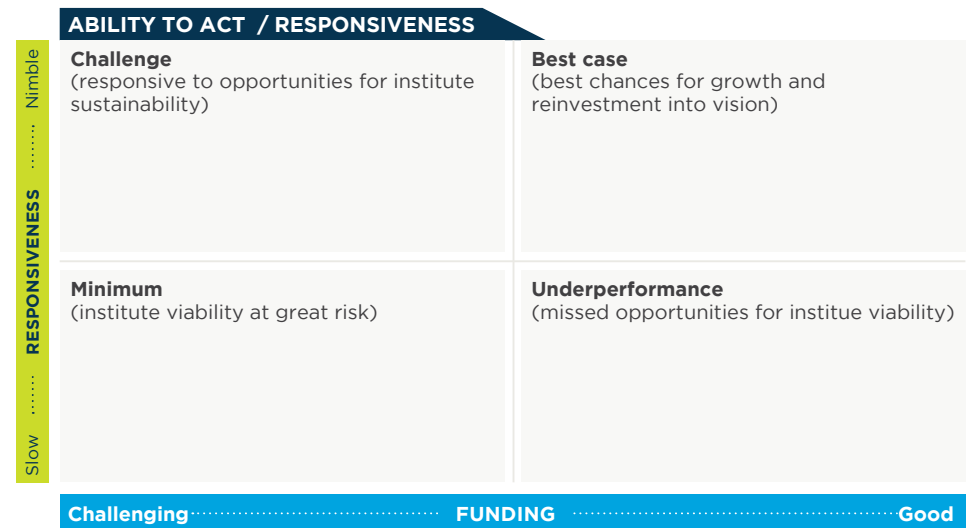 ABILITY TO ACT / RESPONSIVENESS
Challenge
(responsive to opportunities for institute
sustainability)
Best case
(best chances for growth and
reinvestment into vision)
Minimum
(institute viability at great risk)
Underperformance
(missed opportunities for institue viability)
Slow ....... RESPONSIVENESS ........ Nimble
Challenging ...................................... FUNDING .................................................. Good